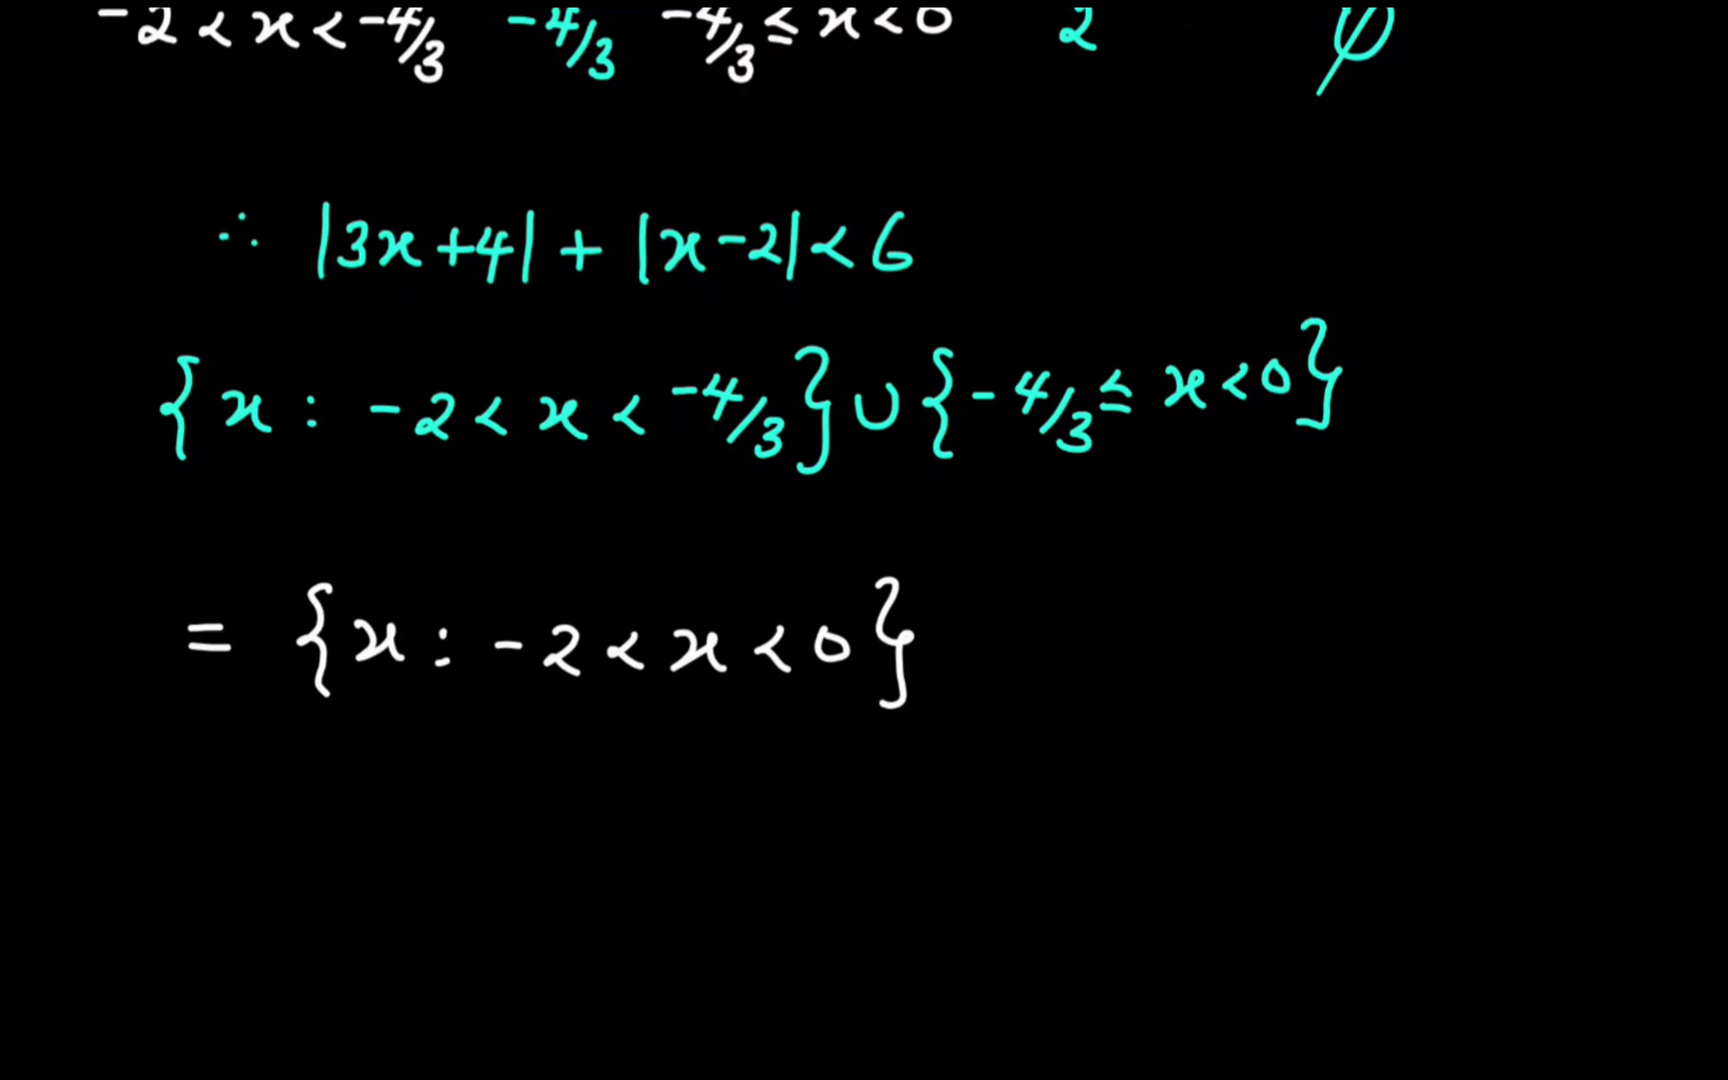 -2 < x < -4/3 -4/3 -4/3 ≤ x < 0 2 φ
∴ |3x+4| + |x-2| < 6
{x : -2 < x < -4/3} ∪ {-4/3 ≤ x < 0}
= {x : -2 < x < 0}